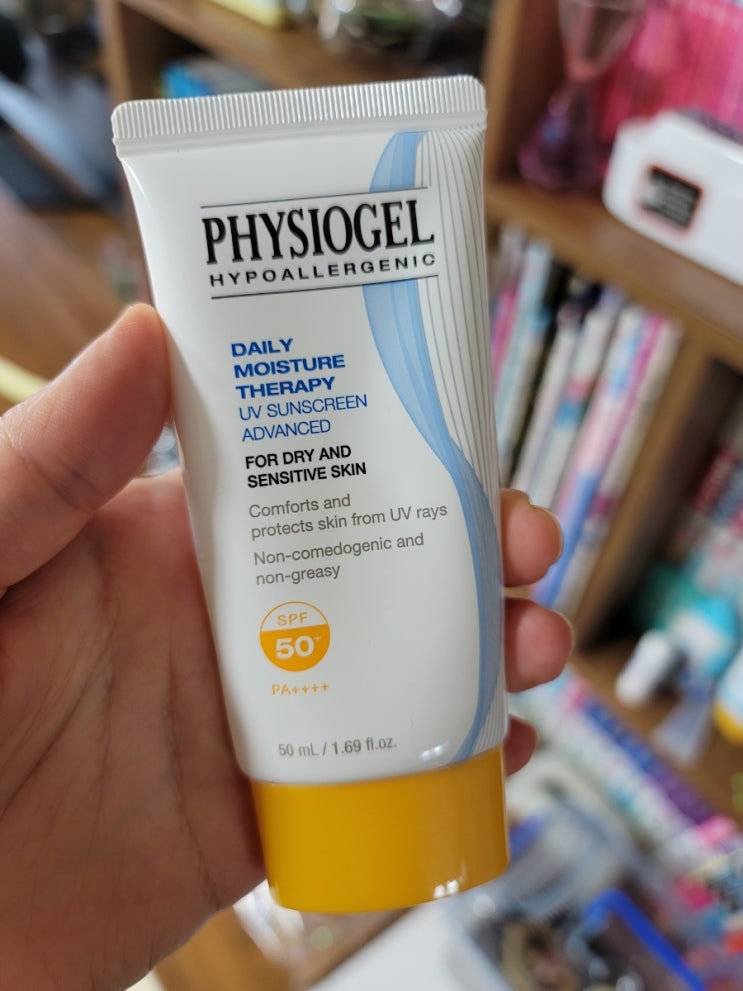 PHYSIOGEL
HYPOALLERGENIC
DAILY
MOISTURE
THERAPY
UV SUNSCREEN
ADVANCED
FOR DRY AND
SENSITIVE SKIN
Comforts and
protects skin from UV rays
Non-comedogenic and
non-greasy
SPF
50+
PA++++
50 mL / 1.69 fl.oz.